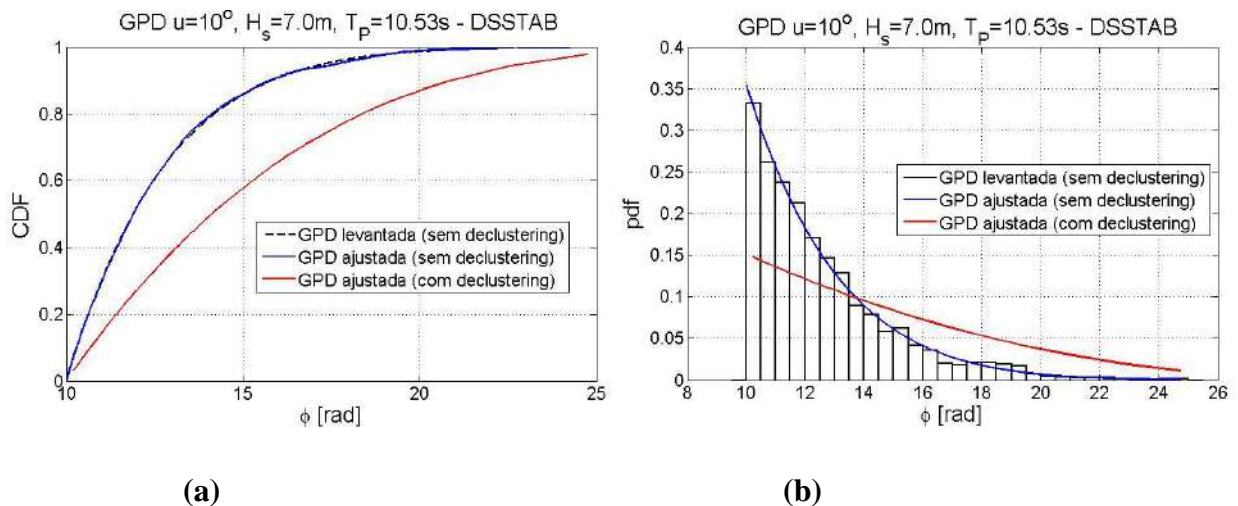 GPD u=10°, H_s=7.0m, T_P=10.53s - DSSTAB
1
0.8
0.6
0.4
0.2
0
CDF
GPD levantada (sem declustering)
GPD ajustada (sem declustering)
GPD ajustada (com declustering)
10 15 20 25
ϕ [rad]
(a)
GPD u=10°, H_s=7.0m, T_P=10.53s - DSSTAB
0.4
0.35
0.3
0.25
0.2
0.15
0.1
0.05
0
pdf
GPD levantada (sem declustering)
GPD ajustada (sem declustering)
GPD ajustada (com declustering)
8 10 12 14 16 18 20 22 24 26
ϕ [rad]
(b)